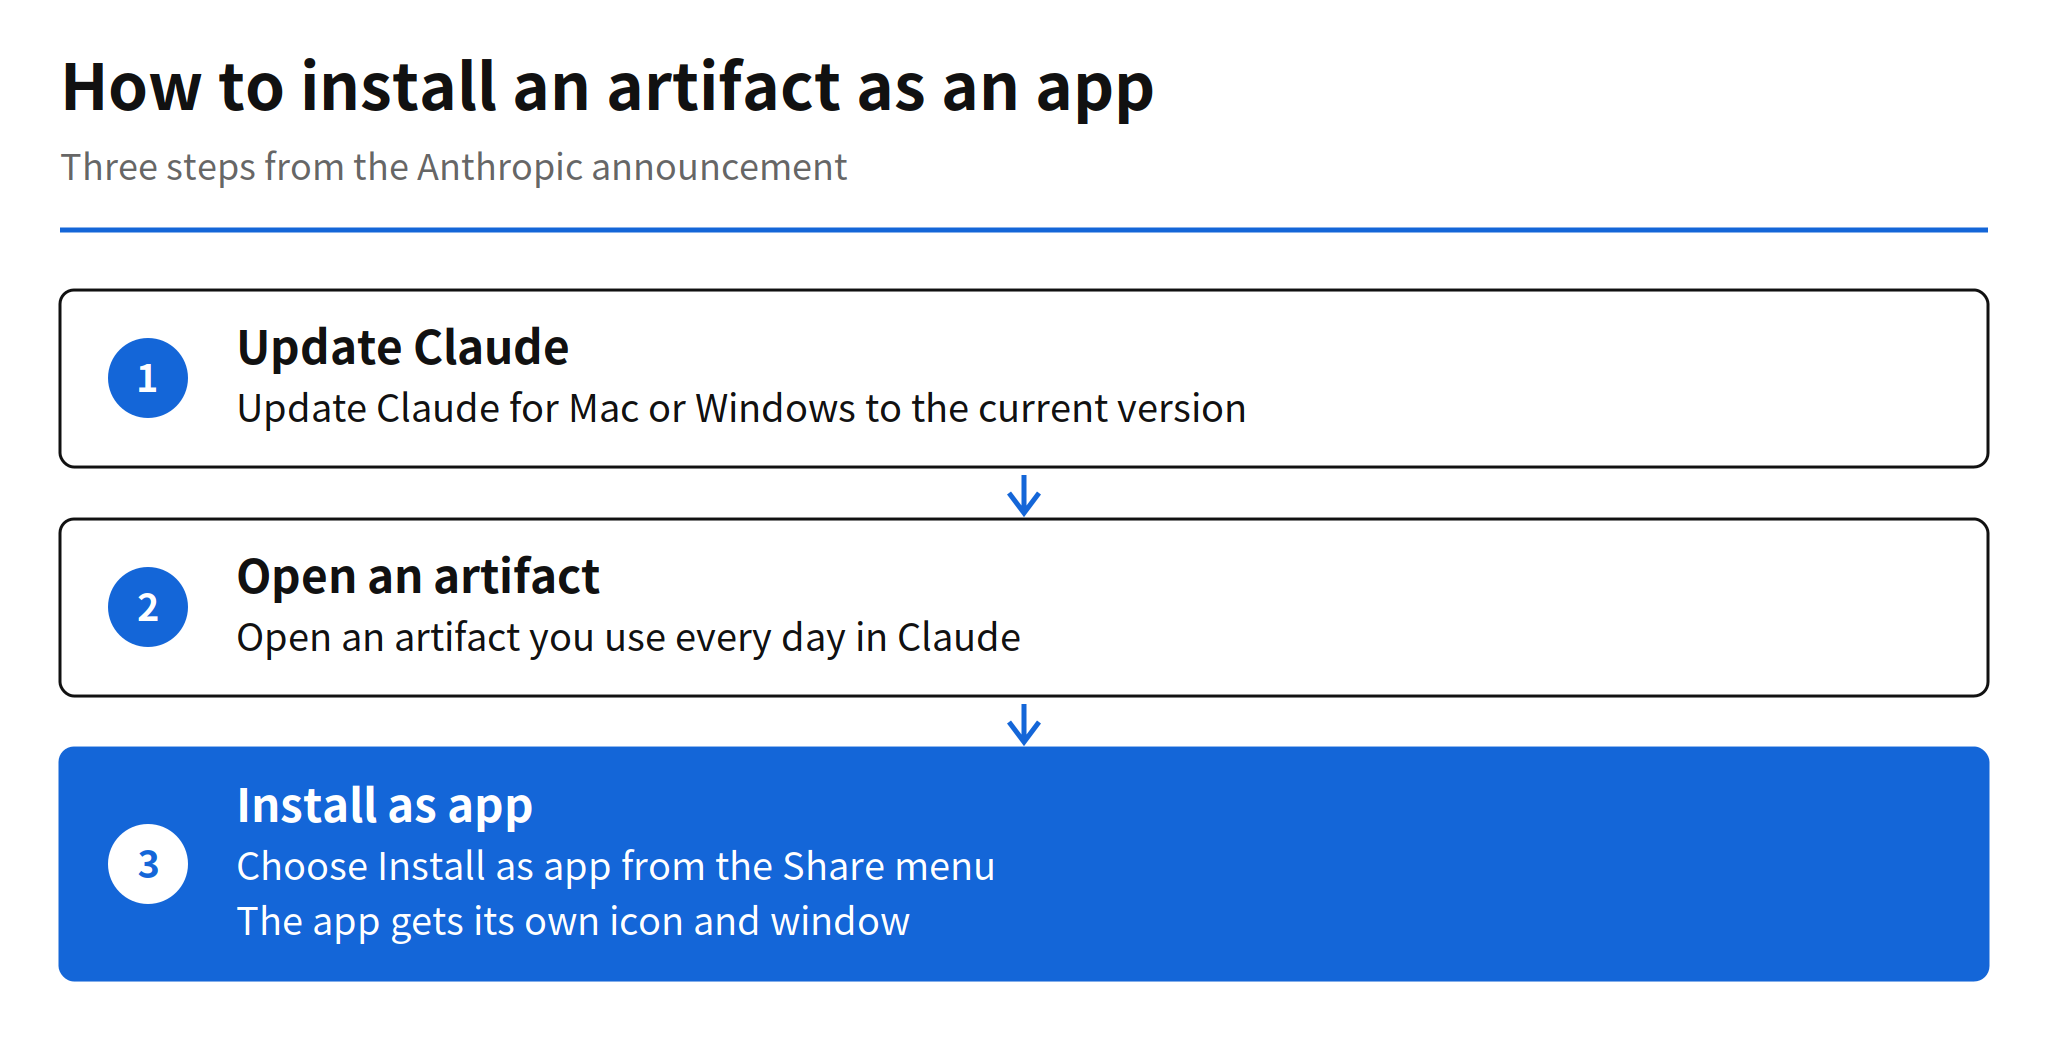 How to install an artifact as an app
Three steps from the Anthropic announcement
1
Update Claude
Update Claude for Mac or Windows to the current version
2
Open an artifact
Open an artifact you use every day in Claude
3
Install as app
Choose Install as app from the Share menu
The app gets its own icon and window